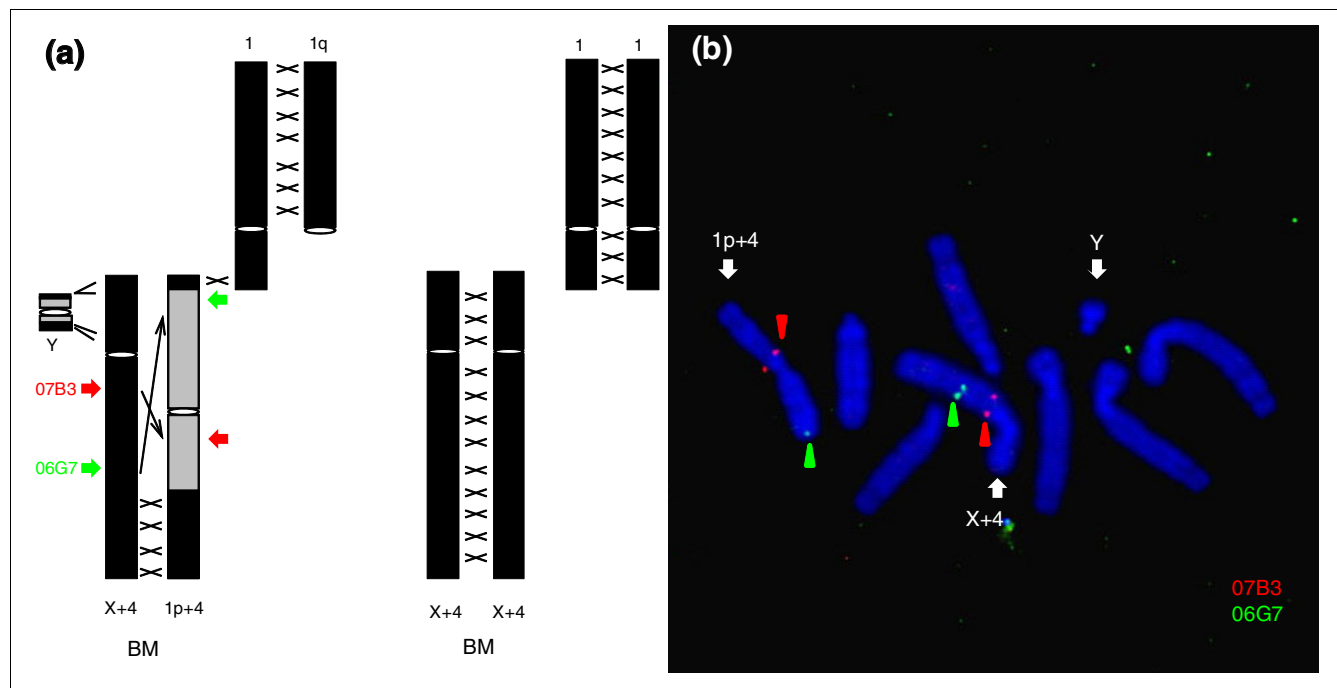 (a)
1 1q
1 1
Y
07B3
06G7
X+4 1p+4
BM
X+4 X+4
BM
(b)
1p+4
Y
X+4
07B3
06G7